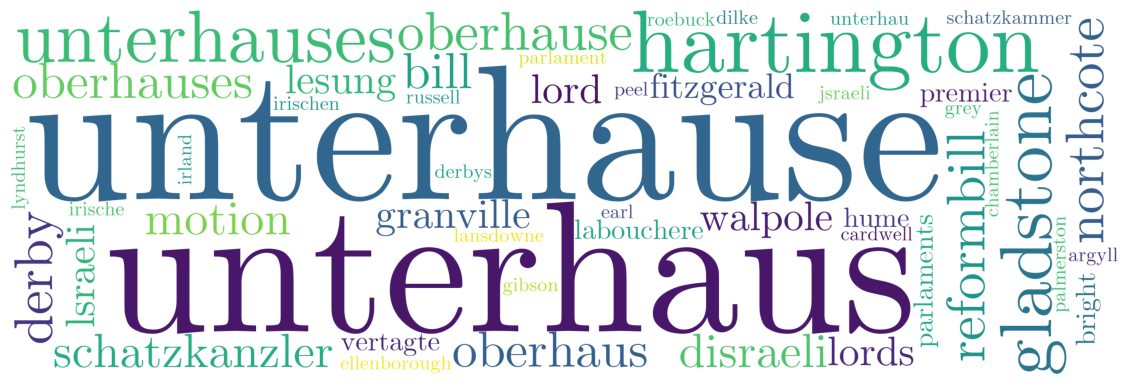 unterhauses
oberhause
roebuck
dilke
unterhau
schatzkammer
hartington
parlament
oberhauses
lesung
bill
russell
irischen
lord
peel
fitzgerald
jsraeli
premier
grey
northcote
unterhause
lyndhurst
irland
derbys
reformbill
chamberlain
gladstone
irische
motion
granville
lansdowne
earl
labouchere
walpole
hume
cardwell
derby
lsraeli
unterhaus
gibson
parlaments
palmerston
argyll
bright
schatzkanzler
vertagte
ellenborough
oberhaus
disraeli
lords